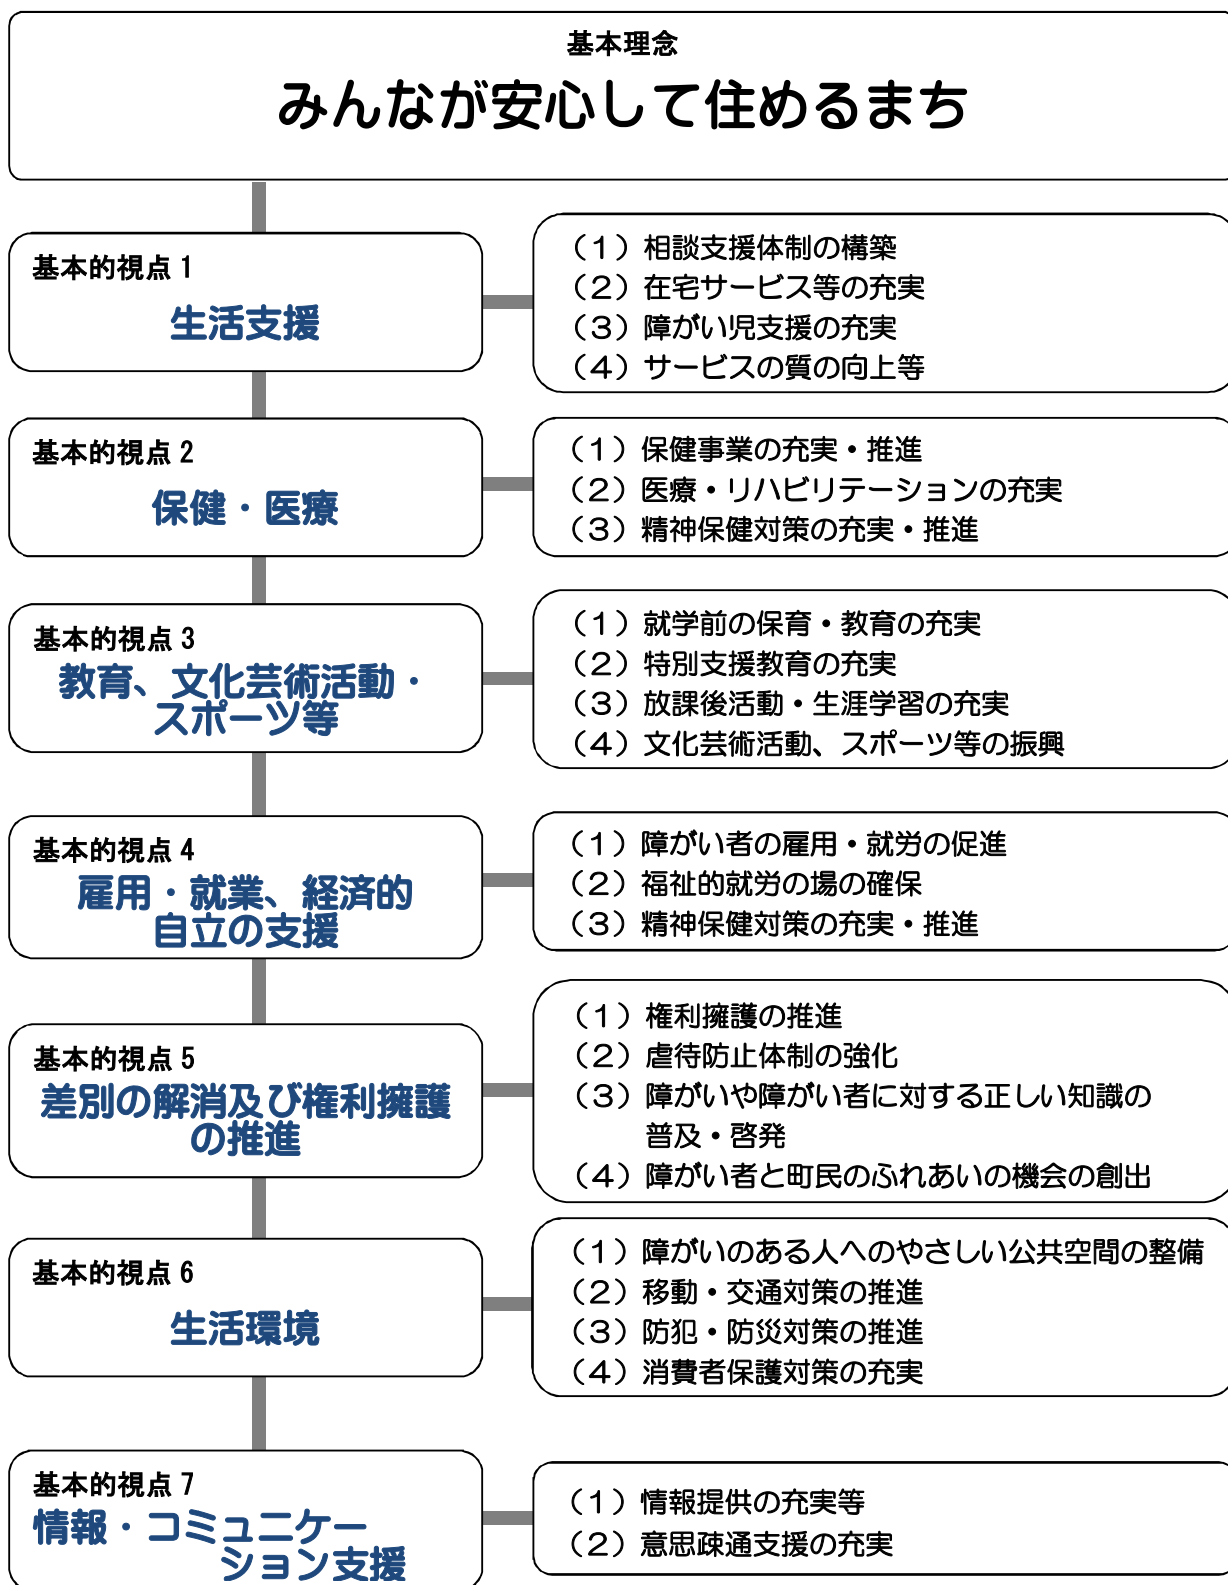 基本理念
みんなが安心して住めるまち
基本的視点1
生活支援
（1）相談支援体制の構築
（2）在宅サービス等の充実
（3）障がい児支援の充実
（4）サービスの質の向上等
基本的視点2
保健・医療
（1）保健事業の充実・推進
（2）医療・リハビリテーションの充実
（3）精神保健対策の充実・推進
基本的視点3
教育、文化芸術活動・
スポーツ等
（1）就学前の保育・教育の充実
（2）特別支援教育の充実
（3）放課後活動・生涯学習の充実
（4）文化芸術活動、スポーツ等の振興
基本的視点4
雇用・就業、経済的
自立の支援
（1）障がい者の雇用・就労の促進
（2）福祉的就労の場の確保
（3）精神保健対策の充実・推進
基本的視点5
差別の解消及び権利擁護
の推進
（1）権利擁護の推進
（2）虐待防止体制の強化
（3）障がいや障がい者に対する正しい知識の
普及・啓発
（4）障がい者と町民のふれあいの機会の創出
基本的視点6
生活環境
（1）障がいのある人へのやさしい公共空間の整備
（2）移動・交通対策の推進
（3）防犯・防災対策の推進
（4）消費者保護対策の充実
基本的視点7
情報・コミュニケー
ション支援
（1）情報提供の充実等
（2）意思疎通支援の充実